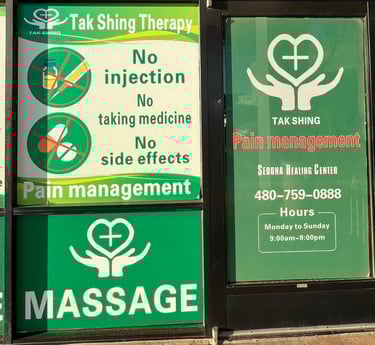 TAK SHING
Tak Shing Therapy
No
injection
No
taking medicine
No
side effects
Pain management
MASSAGE
TAK SHING
Pain management
SEDONA HEALING CENTER
480-759-0888
Hours
Monday to Sunday
9:00am-9:00pm